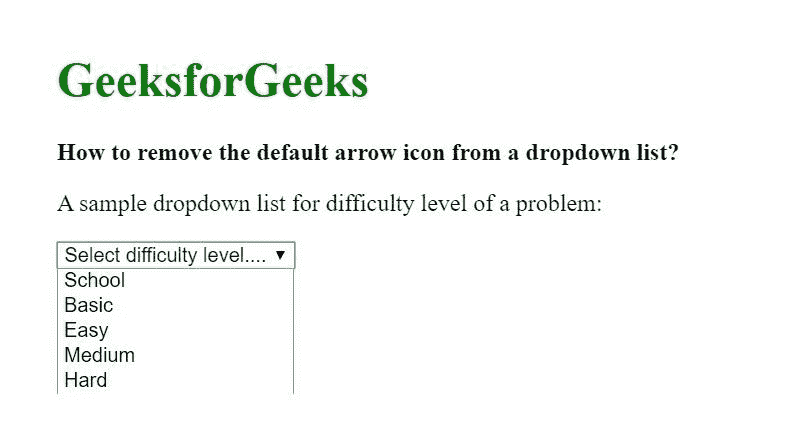 GeeksforGeeks
How to remove the default arrow icon from a dropdown list?
A sample dropdown list for difficulty level of a problem:
Select difficulty level....
School
Basic
Easy
Medium
Hard